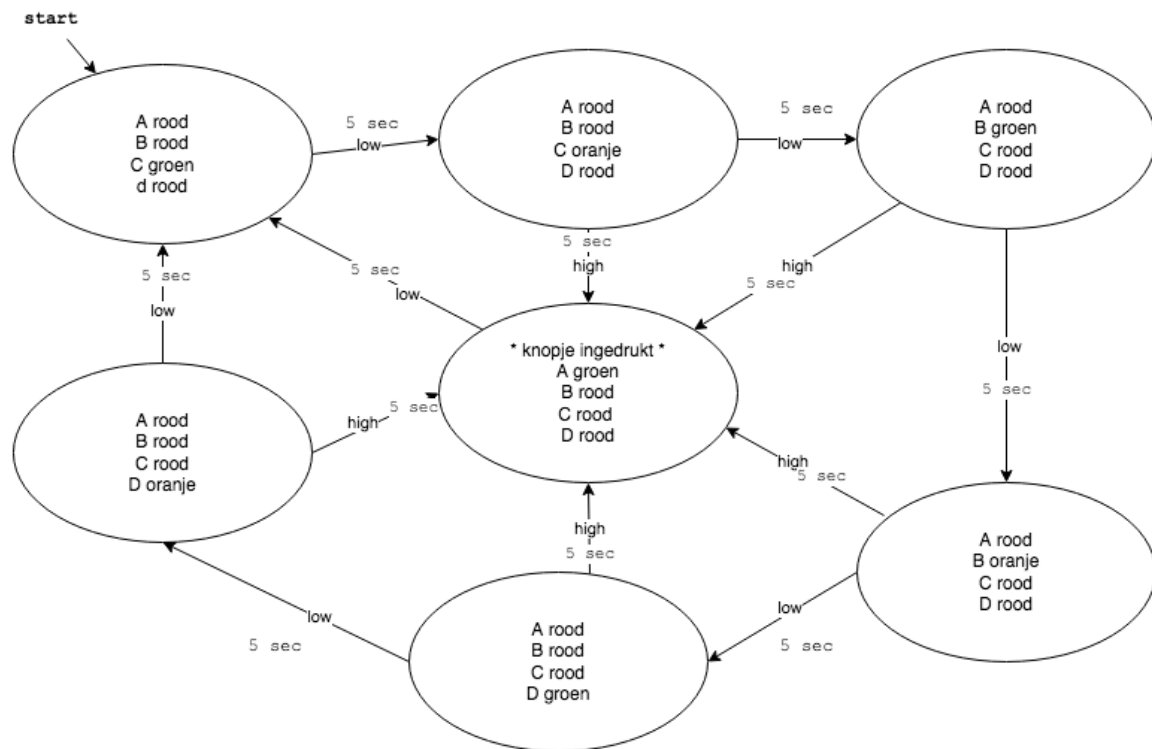 start
A rood
B rood
C groen
d rood
5 sec
low
A rood
B rood
C oranje
D rood
5 sec
low
A rood
B groen
C rood
D rood
5 sec
high
high
5 sec
5 sec
low
low
5 sec
5 sec
low
* knopje ingedrukt *
A groen
B rood
C rood
D rood
A rood
B rood
C rood
D oranje
high
5 sec
high
5 sec
high
5 sec
A rood
B oranje
C rood
D rood
low
5 sec
A rood
B rood
C rood
D groen
low
5 sec